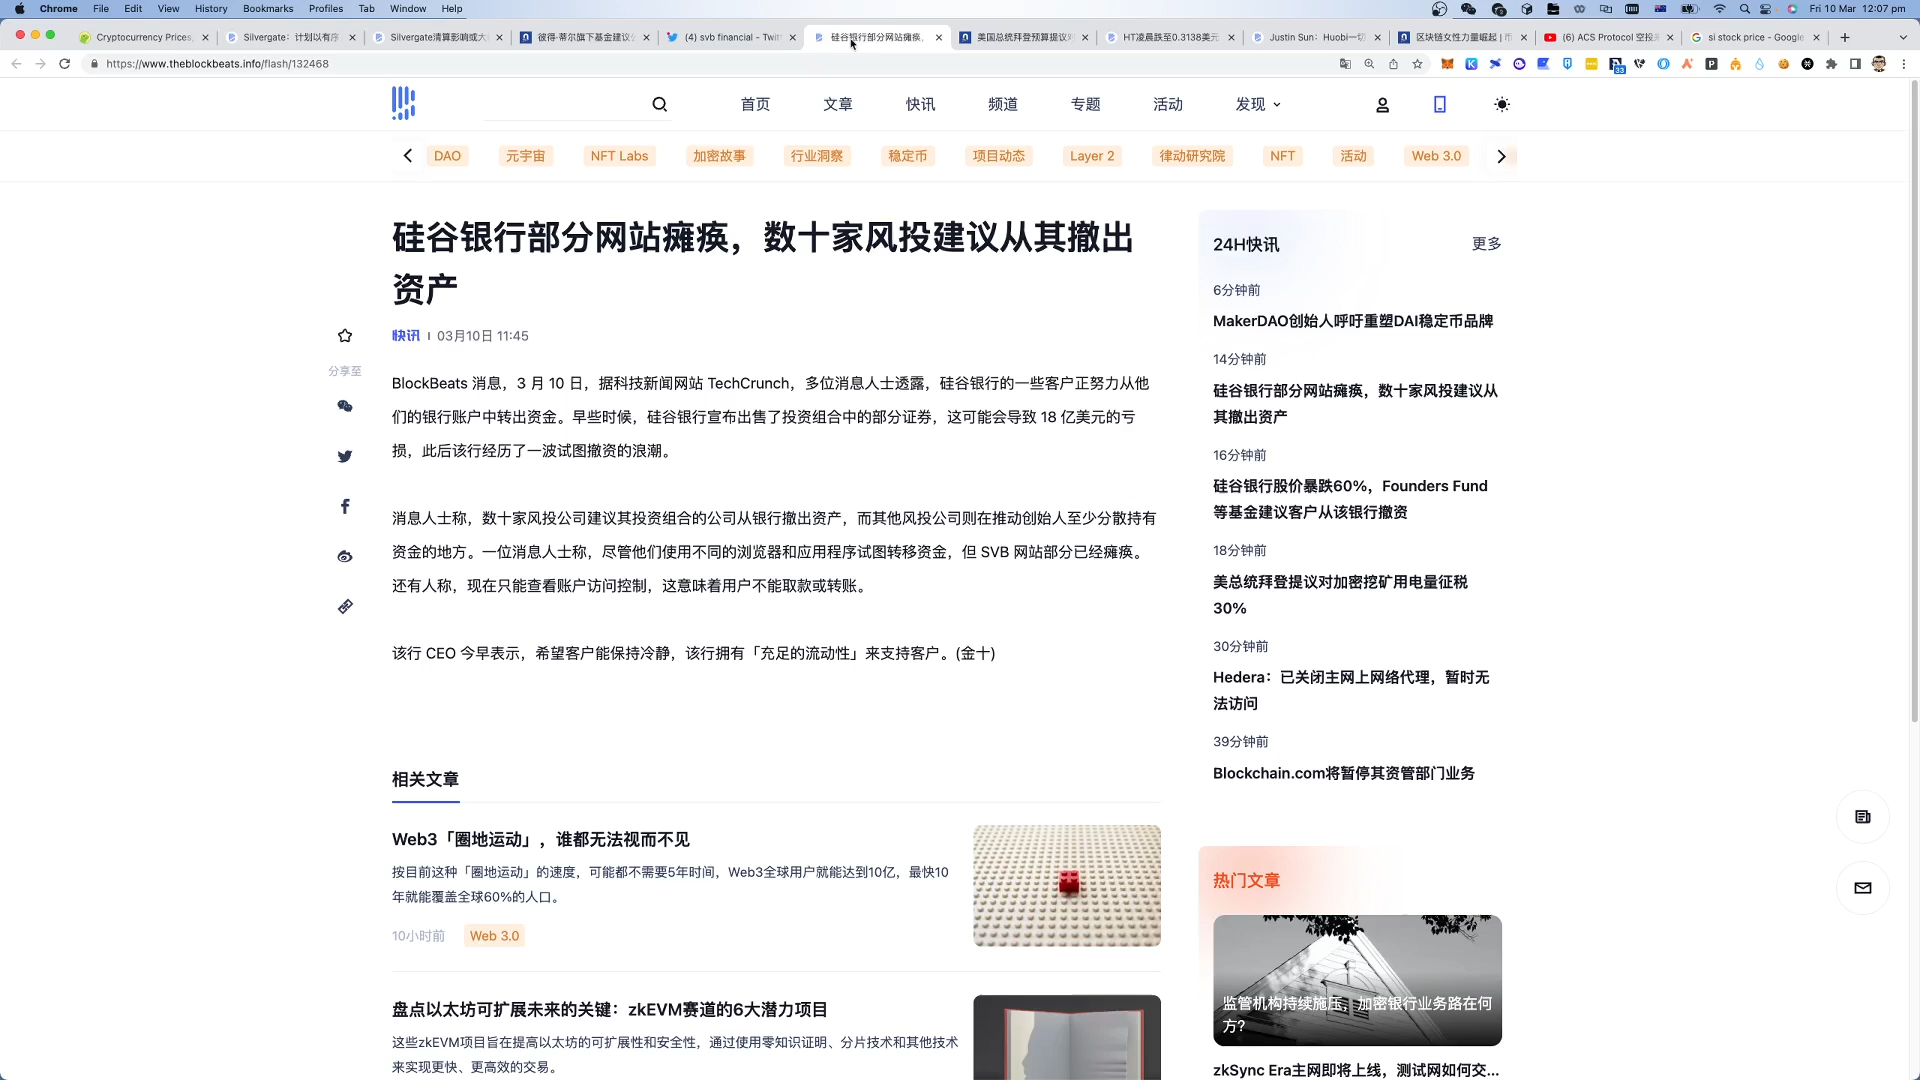 Chrome File Edit View History Bookmarks Profiles Tab Window Help Fri 10 Mar 12:07 pm
Cryptocurrency Prices, Silvergate：计划以有序 Silvergate清算影响或大 彼得·蒂尔旗下基金建议公 (4) svb financial - Twitt 硅谷银行部分网站瘫痪， 美国总统拜登预算提议对 HT凌晨跌至0.3138美元 Justin Sun：Huobi一切 区块链女性力量崛起 | 币 (6) ACS Protocol 空投来 si stock price - Google
https://www.theblockbeats.info/flash/132468
33
首页 文章 快讯 频道 专题 活动 发现
DAO 元宇宙 NFT Labs 加密故事 行业洞察 稳定币 项目动态 Layer 2 律动研究院 NFT 活动 Web 3.0
硅谷银行部分网站瘫痪，数十家风投建议从其撤出
资产
快讯 03月10日 11:45
分享至
BlockBeats 消息，3 月 10 日，据科技新闻网站 TechCrunch，多位消息人士透露，硅谷银行的一些客户正努力从他
们的银行账户中转出资金。早些时候，硅谷银行宣布出售了投资组合中的部分证券，这可能会导致 18 亿美元的亏
损，此后该行经历了一波试图撤资的浪潮。
消息人士称，数十家风投公司建议其投资组合的公司从银行撤出资产，而其他风投公司则在推动创始人至少分散持有
资金的地方。一位消息人士称，尽管他们使用不同的浏览器和应用程序试图转移资金，但 SVB 网站部分已经瘫痪。
还有人称，现在只能查看账户访问控制，这意味着用户不能取款或转账。
该行 CEO 今早表示，希望客户能保持冷静，该行拥有「充足的流动性」来支持客户。(金十)
相关文章
Web3「圈地运动」，谁都无法视而不见
按目前这种「圈地运动」的速度，可能都不需要5年时间，Web3全球用户就能达到10亿，最快10
年就能覆盖全球60%的人口。
10小时前 Web 3.0
盘点以太坊可扩展未来的关键：zkEVM赛道的6大潜力项目
这些zkEVM项目旨在提高以太坊的可扩展性和安全性，通过使用零知识证明、分片技术和其他技术
来实现更快、更高效的交易。
24H快讯 更多
6分钟前
MakerDAO创始人呼吁重塑DAI稳定币品牌
14分钟前
硅谷银行部分网站瘫痪，数十家风投建议从
其撤出资产
16分钟前
硅谷银行股价暴跌60%，Founders Fund
等基金建议客户从该银行撤资
18分钟前
美总统拜登提议对加密挖矿用电量征税
30%
30分钟前
Hedera：已关闭主网上网络代理，暂时无
法访问
39分钟前
Blockchain.com将暂停其资管部门业务
热门文章
监管机构持续施压，加密银行业务路在何
方？
zkSync Era主网即将上线，测试网如何交...